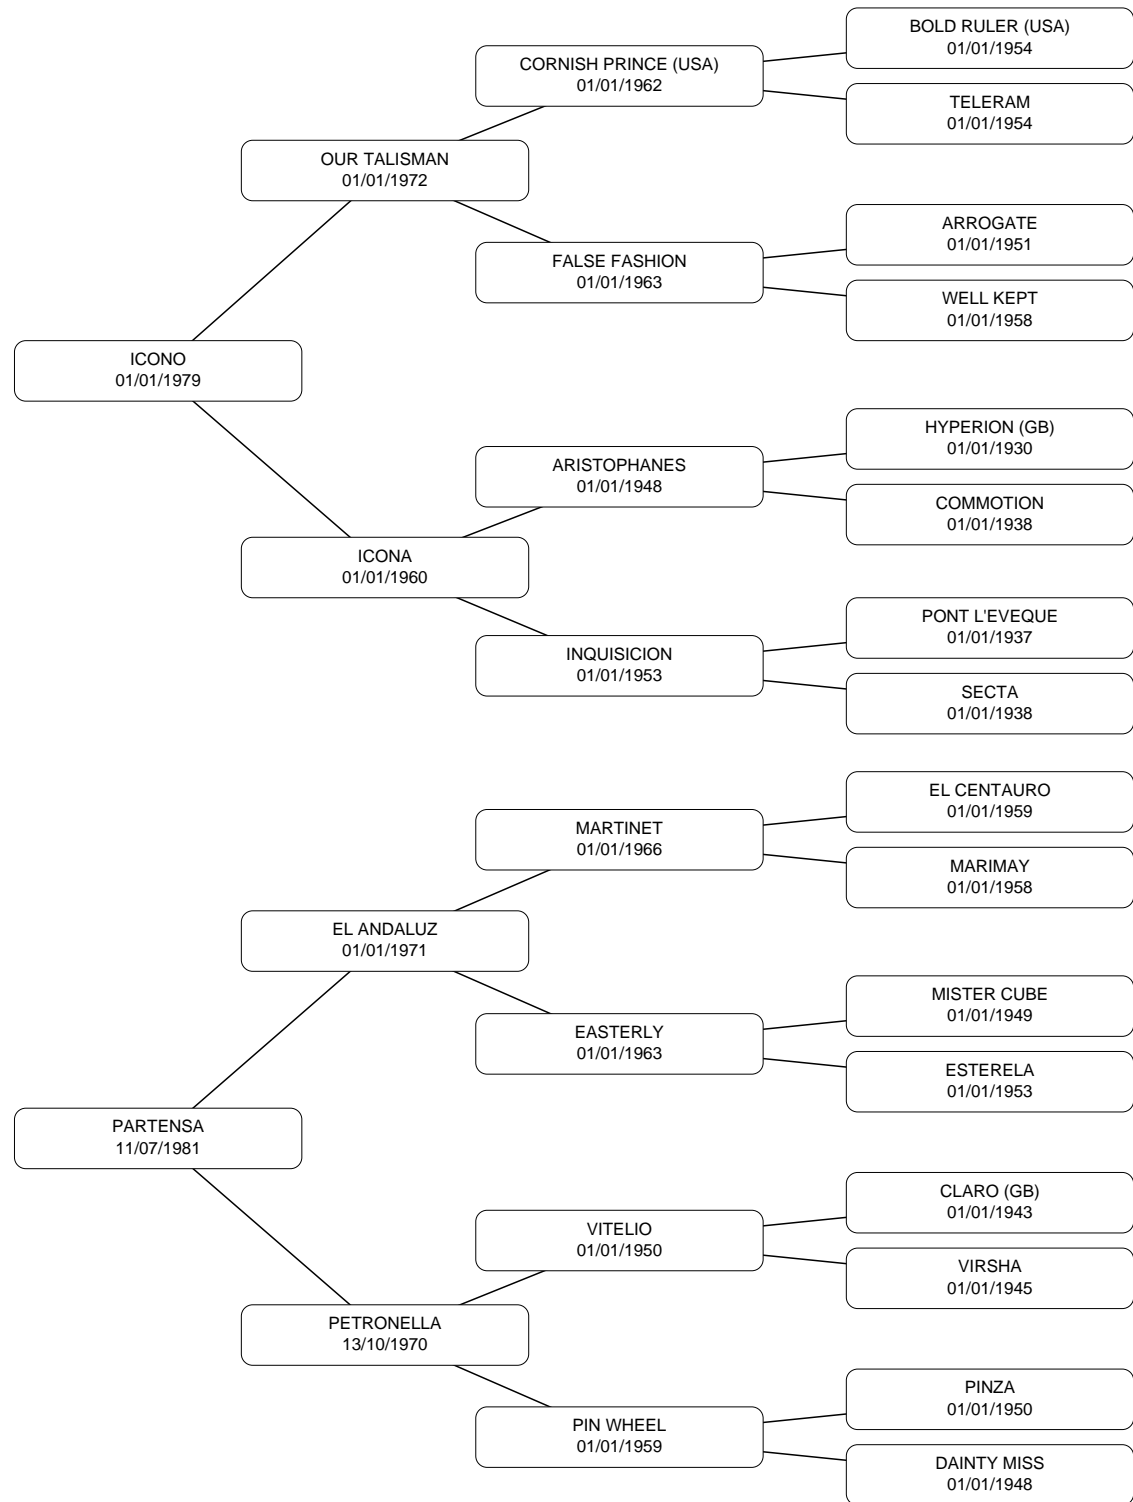 BOLD RULER (USA)
01/01/1954
CORNISH PRINCE (USA)
01/01/1962
TELERAM
01/01/1954
OUR TALISMAN
01/01/1972
ARROGATE
01/01/1951
FALSE FASHION
01/01/1963
WELL KEPT
01/01/1958
ICONO
01/01/1979
HYPERION (GB)
01/01/1930
ARISTOPHANES
01/01/1948
COMMOTION
01/01/1938
ICONA
01/01/1960
PONT L'EVEQUE
01/01/1937
INQUISICION
01/01/1953
SECTA
01/01/1938
EL CENTAURO
01/01/1959
MARTINET
01/01/1966
MARIMAY
01/01/1958
EL ANDALUZ
01/01/1971
MISTER CUBE
01/01/1949
EASTERLY
01/01/1963
ESTERELA
01/01/1953
PARTENSA
11/07/1981
CLARO (GB)
01/01/1943
VITELIO
01/01/1950
VIRSHA
01/01/1945
PETRONELLA
13/10/1970
PINZA
01/01/1950
PIN WHEEL
01/01/1959
DAINTY MISS
01/01/1948